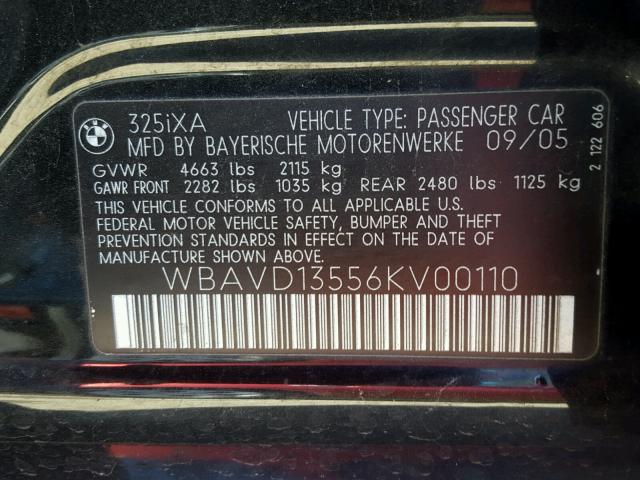 BMW
325iXA VEHICLE TYPE: PASSENGER CAR
MFD BY BAYERISCHE MOTORENWERKE 09/05
GVWR 4663 lbs 2115 kg
GAWR FRONT 2282 lbs 1035 kg REAR 2480 lbs 1125 kg
THIS VEHICLE CONFORMS TO ALL APPLICABLE U.S.
FEDERAL MOTOR VEHICLE SAFETY, BUMPER AND THEFT
PREVENTION STANDARDS IN EFFECT ON THE DATE
OF MANUFACTURE SHOWN ABOVE.
WBAVD13556KV00110
2 122 606